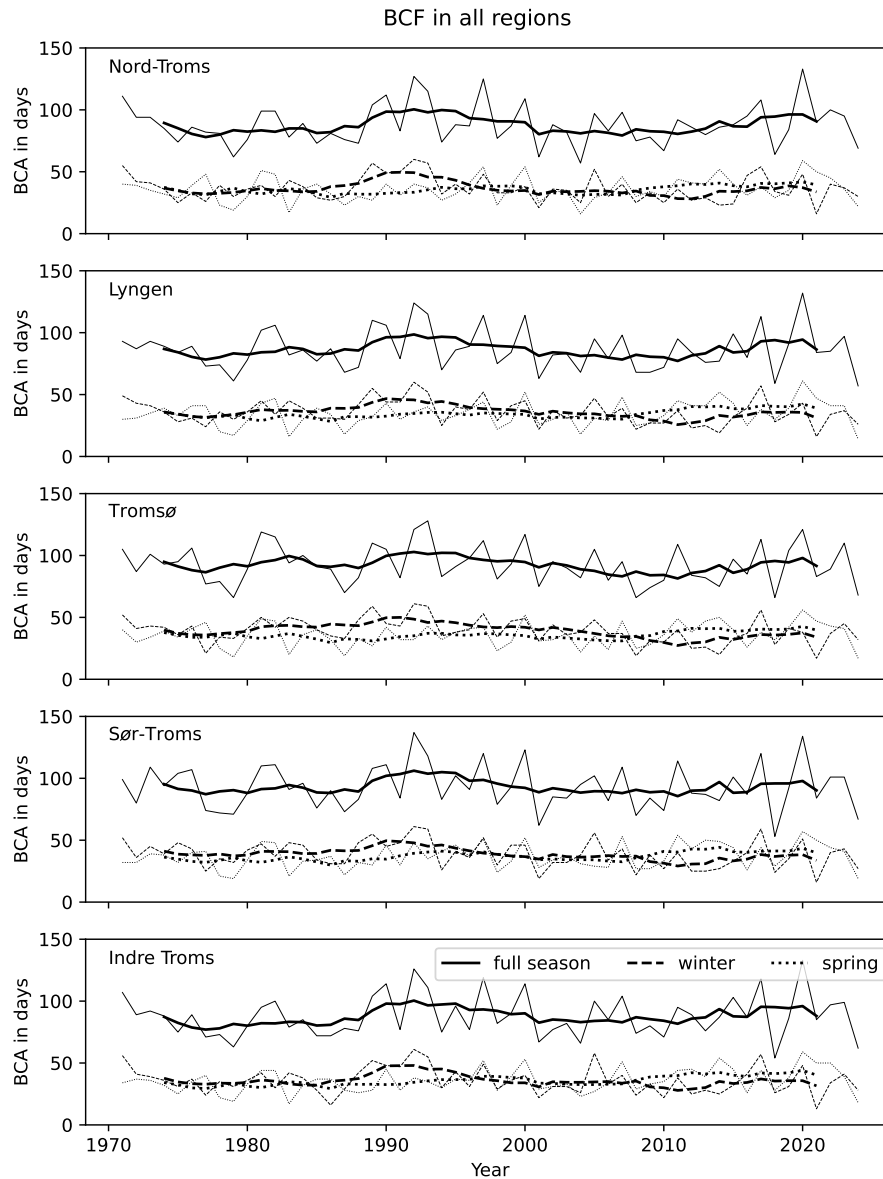 BCF in all regions
150
Nord-Troms
100
50
0
BCA in days
150
Lyngen
100
50
0
BCA in days
150
Tromsø
100
50
0
BCA in days
150
Sør-Troms
100
50
0
BCA in days
150
Indre Troms
full season winter spring
100
50
0
BCA in days
1970 1980 1990 2000 2010 2020
Year